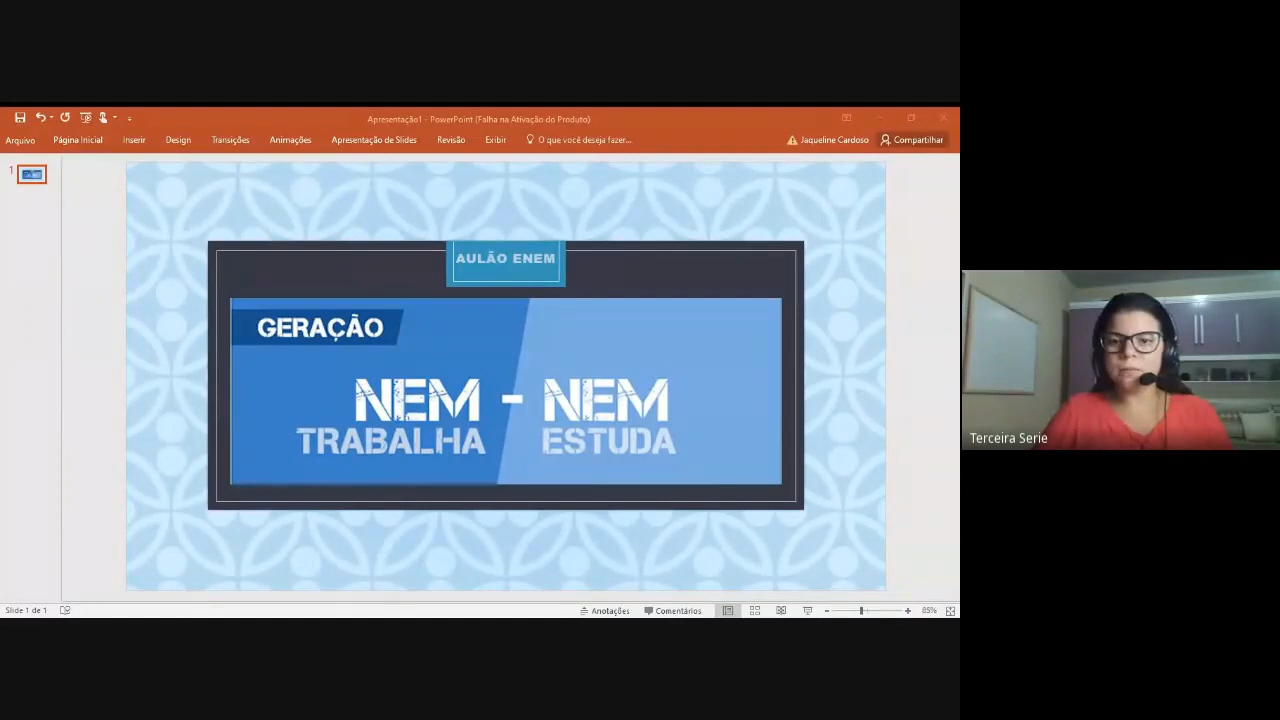 Apresentação1 - PowerPoint (Falha na Ativação do Produto)
Arquivo Página Inicial Inserir Design Transições Animações Apresentação de Slides Revisão Exibir O que você deseja fazer... Jaqueline Cardoso Compartilhar
1
AULÃO ENEM
GERAÇÃO
NEM - NEM
TRABALHA ESTUDA
Terceira Serie
Slide 1 de 1 Anotações Comentários 85%